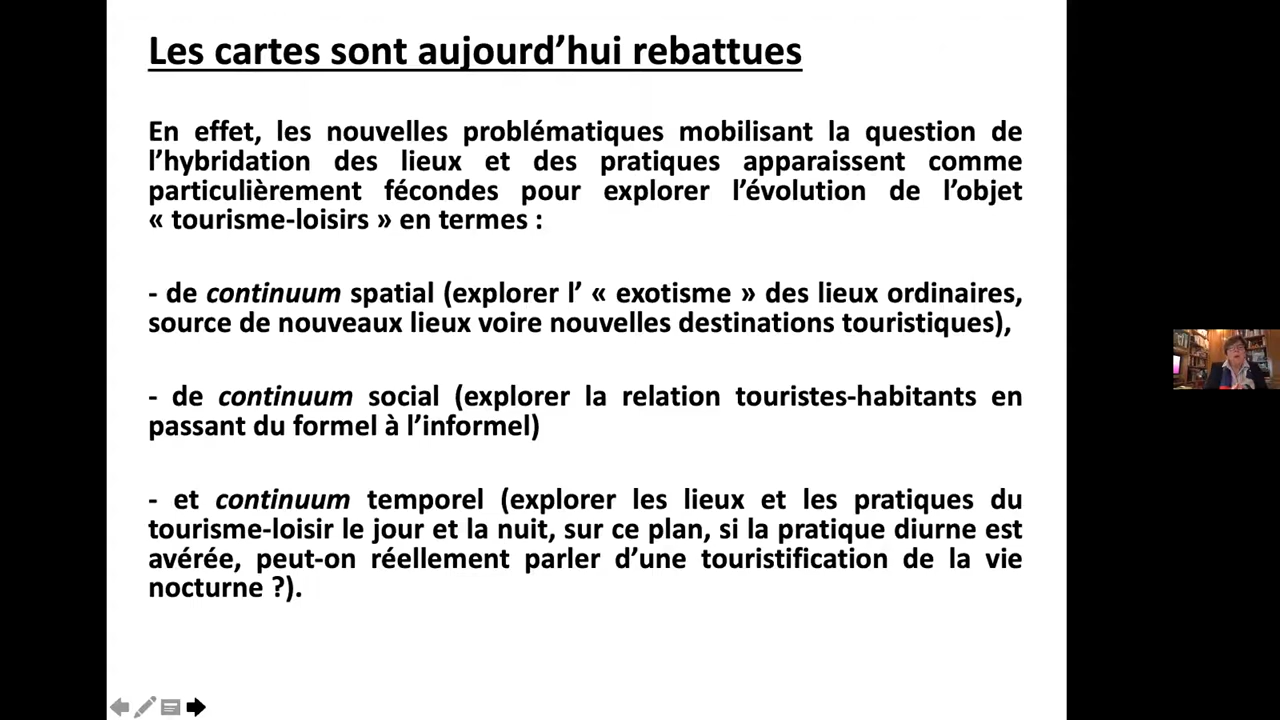 Les cartes sont aujourd’hui rebattues
En effet, les nouvelles problématiques mobilisant la question de
l’hybridation des lieux et des pratiques apparaissent comme
particulièrement fécondes pour explorer l’évolution de l’objet
« tourisme-loisirs » en termes :
- de continuum spatial (explorer l’ « exotisme » des lieux ordinaires,
source de nouveaux lieux voire nouvelles destinations touristiques),
- de continuum social (explorer la relation touristes-habitants en
passant du formel à l’informel)
- et continuum temporel (explorer les lieux et les pratiques du
tourisme-loisir le jour et la nuit, sur ce plan, si la pratique diurne est
avérée, peut-on réellement parler d’une touristification de la vie
nocturne ?).